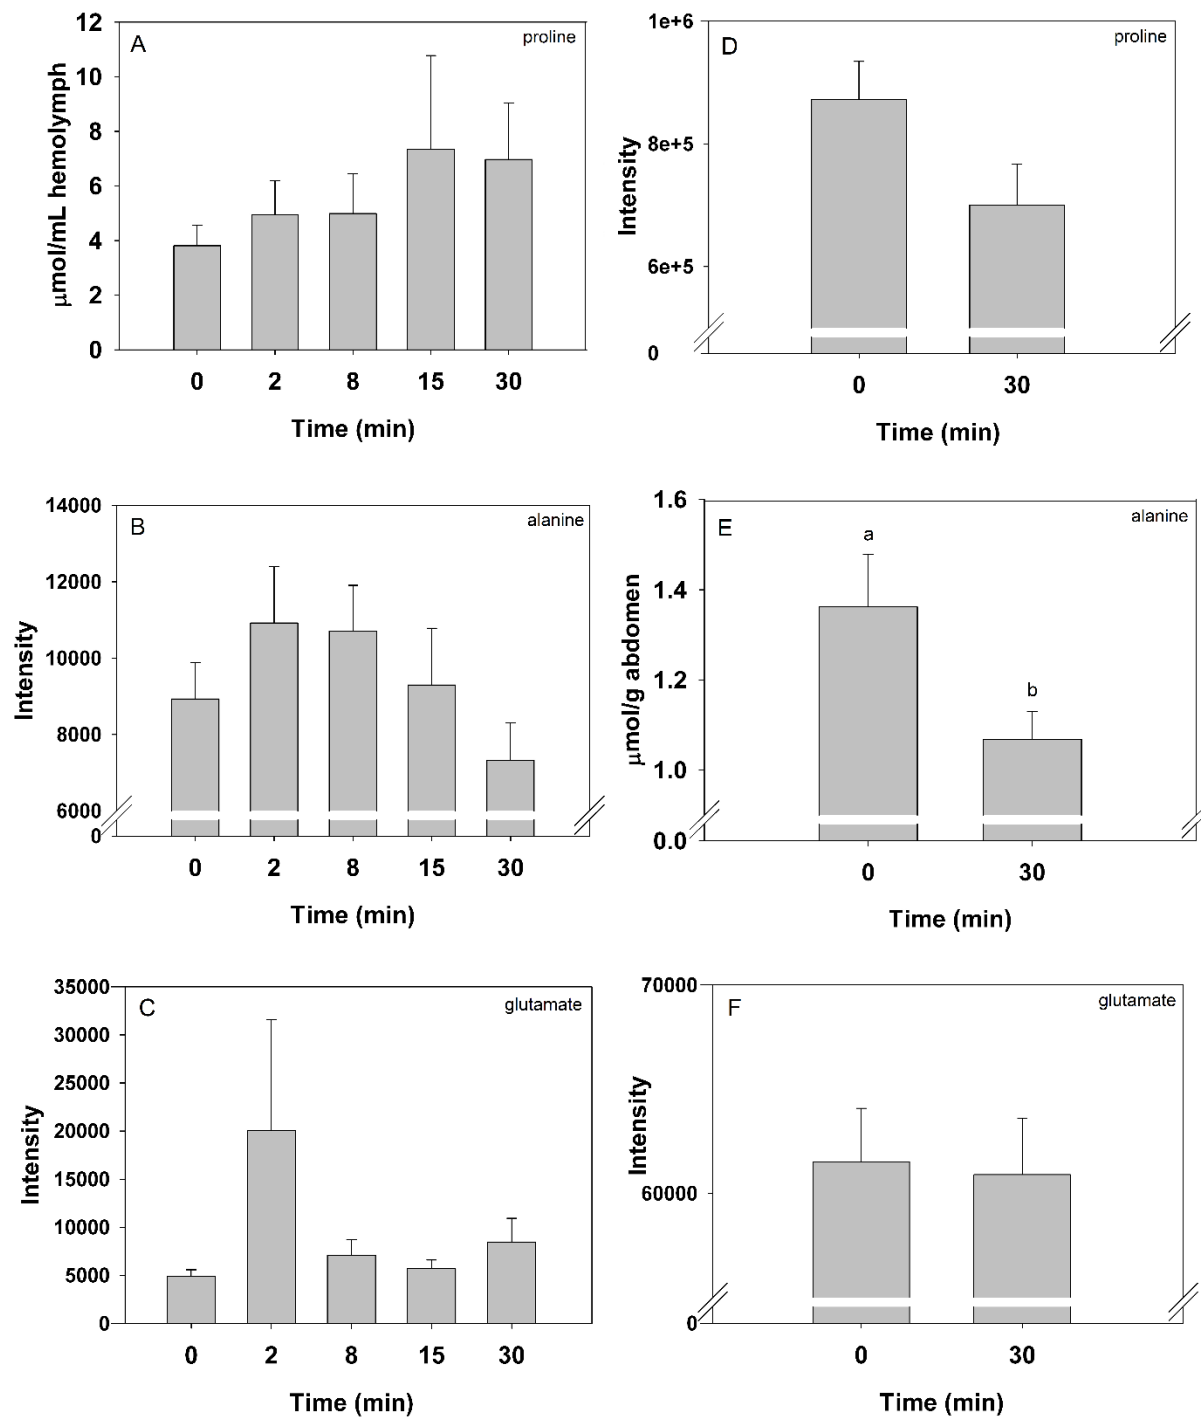 A
proline
μmol/mL hemolymph
12
10
8
6
4
2
0
0 2 8 15 30
Time (min)
D
proline
Intensity
1e+6
8e+5
6e+5
0
0 30
Time (min)
B
alanine
Intensity
14000
12000
10000
8000
6000
0
0 2 8 15 30
Time (min)
E
alanine
μmol/g abdomen
1.6
1.4
1.2
1.0
0.0
a
b
0 30
Time (min)
C
glutamate
Intensity
35000
30000
25000
20000
15000
10000
5000
0
0 2 8 15 30
Time (min)
F
glutamate
Intensity
70000
60000
0
0 30
Time (min)